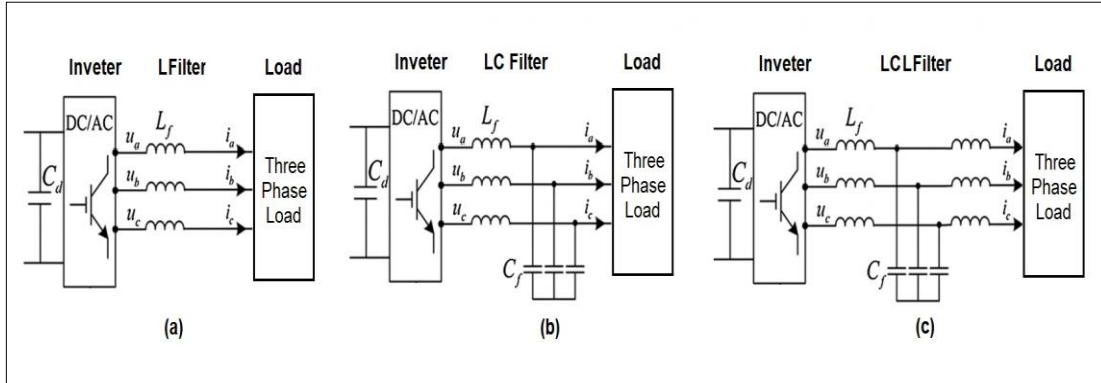 Inveter LFilter Load
DC/AC
L_f
C_d
u_a
u_b
u_c
i_a
i_b
i_c
Three
Phase
Load
(a)
Inveter LC Filter Load
DC/AC
L_f
C_d
u_a
u_b
u_c
i_a
i_b
i_c
C_f
Three
Phase
Load
(b)
Inveter LCLFilter Load
DC/AC
L_f
C_d
u_a
u_b
u_c
i_a
i_b
i_c
C_f
Three
Phase
Load
(c)